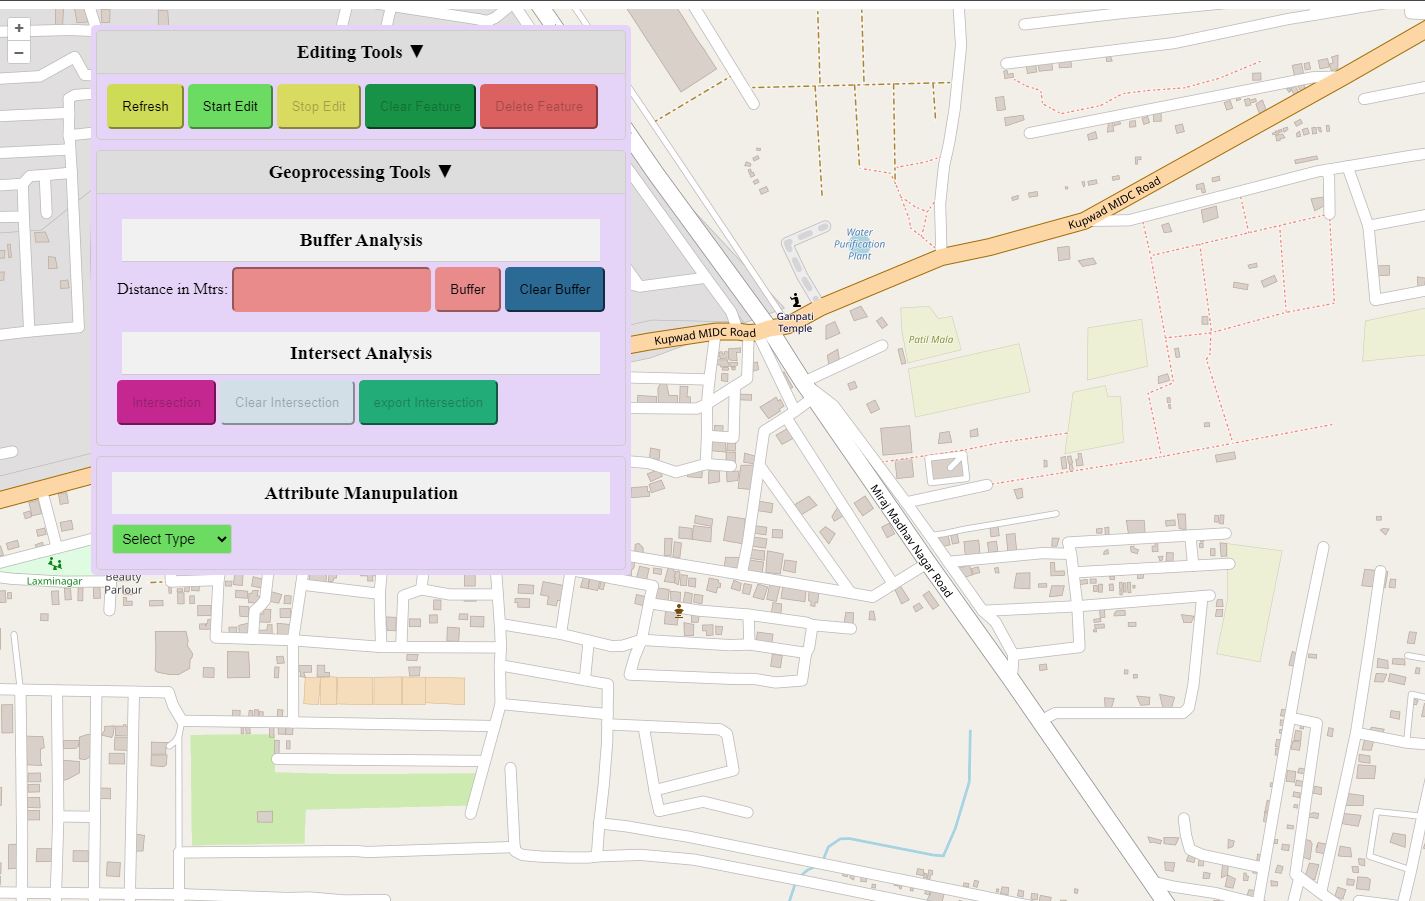 +
−
Editing Tools ▼
Refresh
Start Edit
Stop Edit
Clear Feature
Delete Feature
Geoprocessing Tools ▼
Buffer Analysis
Distance in Mtrs:
Buffer
Clear Buffer
Intersect Analysis
Intersection
Clear Intersection
export Intersection
Attribute Manupulation
Select Type
Kupwad MIDC Road
Water
Purification
Plant
Ganpati
Temple
Kupwad MIDC Road
Patil Mala
Miraj Madhav Nagar Road
Laxminagar
Beauty
Parlour